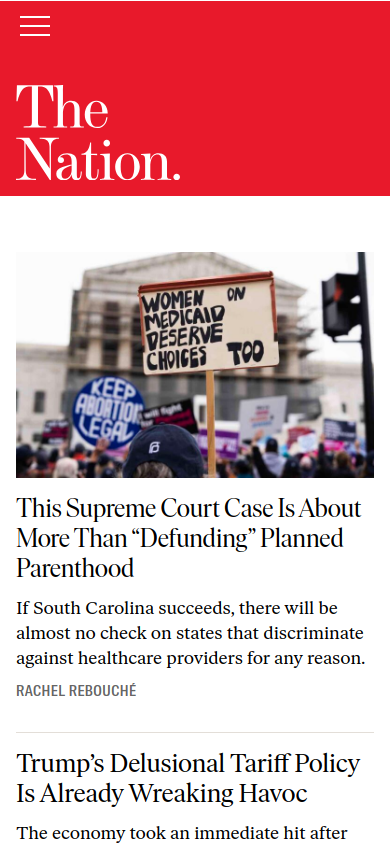 The
Nation.
WOMEN ON
MEDICAID
DESERVE
CHOICES TOO
KEEP
ABORTION
LEGAL
will fight
This Supreme Court Case Is About
More Than “Defunding” Planned
Parenthood
If South Carolina succeeds, there will be
almost no check on states that discriminate
against healthcare providers for any reason.
RACHEL REBOUCHÉ
Trump’s Delusional Tariff Policy
Is Already Wreaking Havoc
The economy took an immediate hit after